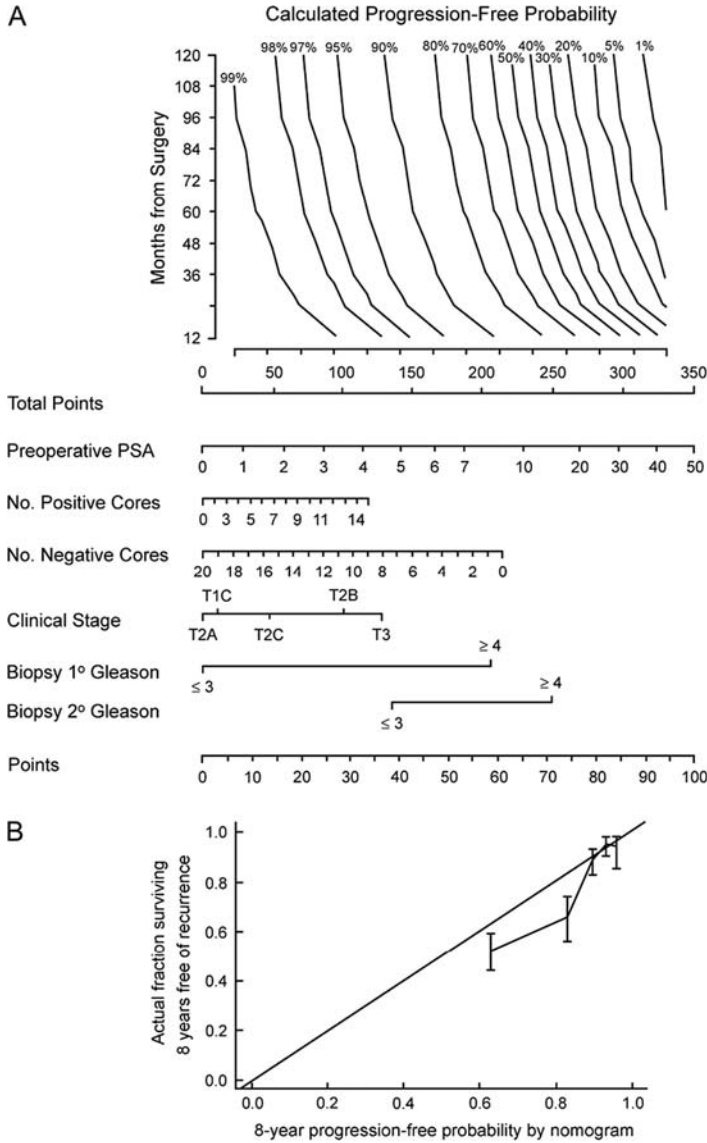 A
Calculated Progression-Free Probability
Months from Surgery
120
108
96
84
72
60
48
36
12
99% 98% 97% 95% 90% 80% 70% 60% 50% 40% 30% 20% 10% 5% 1%
0 50 100 150 200 250 300 350
Total Points
Preoperative PSA
0 1 2 3 4 5 6 7 10 20 30 40 50
No. Positive Cores
0 3 5 7 9 11 14
No. Negative Cores
20 18 16 14 12 10 8 6 4 2 0
T1C T2B
Clinical Stage
T2A T2C T3
≥ 4
Biopsy 1º Gleason
≤ 3
≥ 4
Biopsy 2º Gleason
≤ 3
Points
0 10 20 30 40 50 60 70 80 90 100
B
Actual fraction surviving
8 years free of recurrence
1.0
0.8
0.6
0.4
0.2
0.0
0.0 0.2 0.4 0.6 0.8 1.0
8-year progression-free probability by nomogram